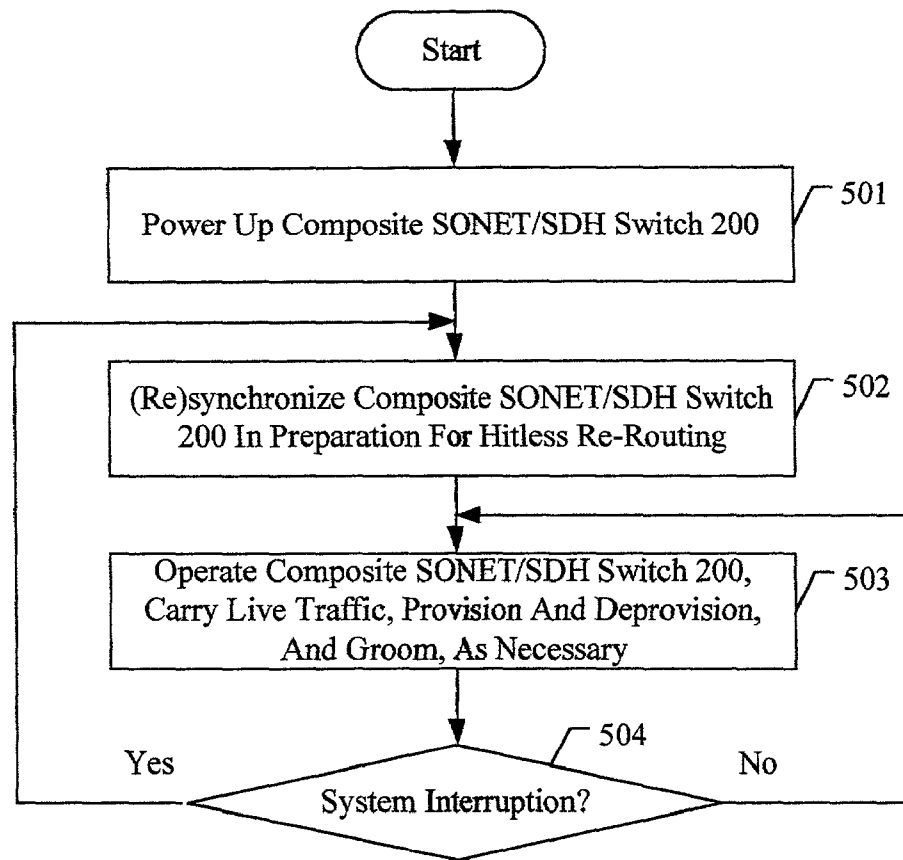 Start
Power Up Composite SONET/SDH Switch 200
501
(Re)synchronize Composite SONET/SDH Switch
200 In Preparation For Hitless Re-Routing
502
Operate Composite SONET/SDH Switch 200,
Carry Live Traffic, Provision And Deprovision,
And Groom, As Necessary
503
504
Yes
No
System Interruption?